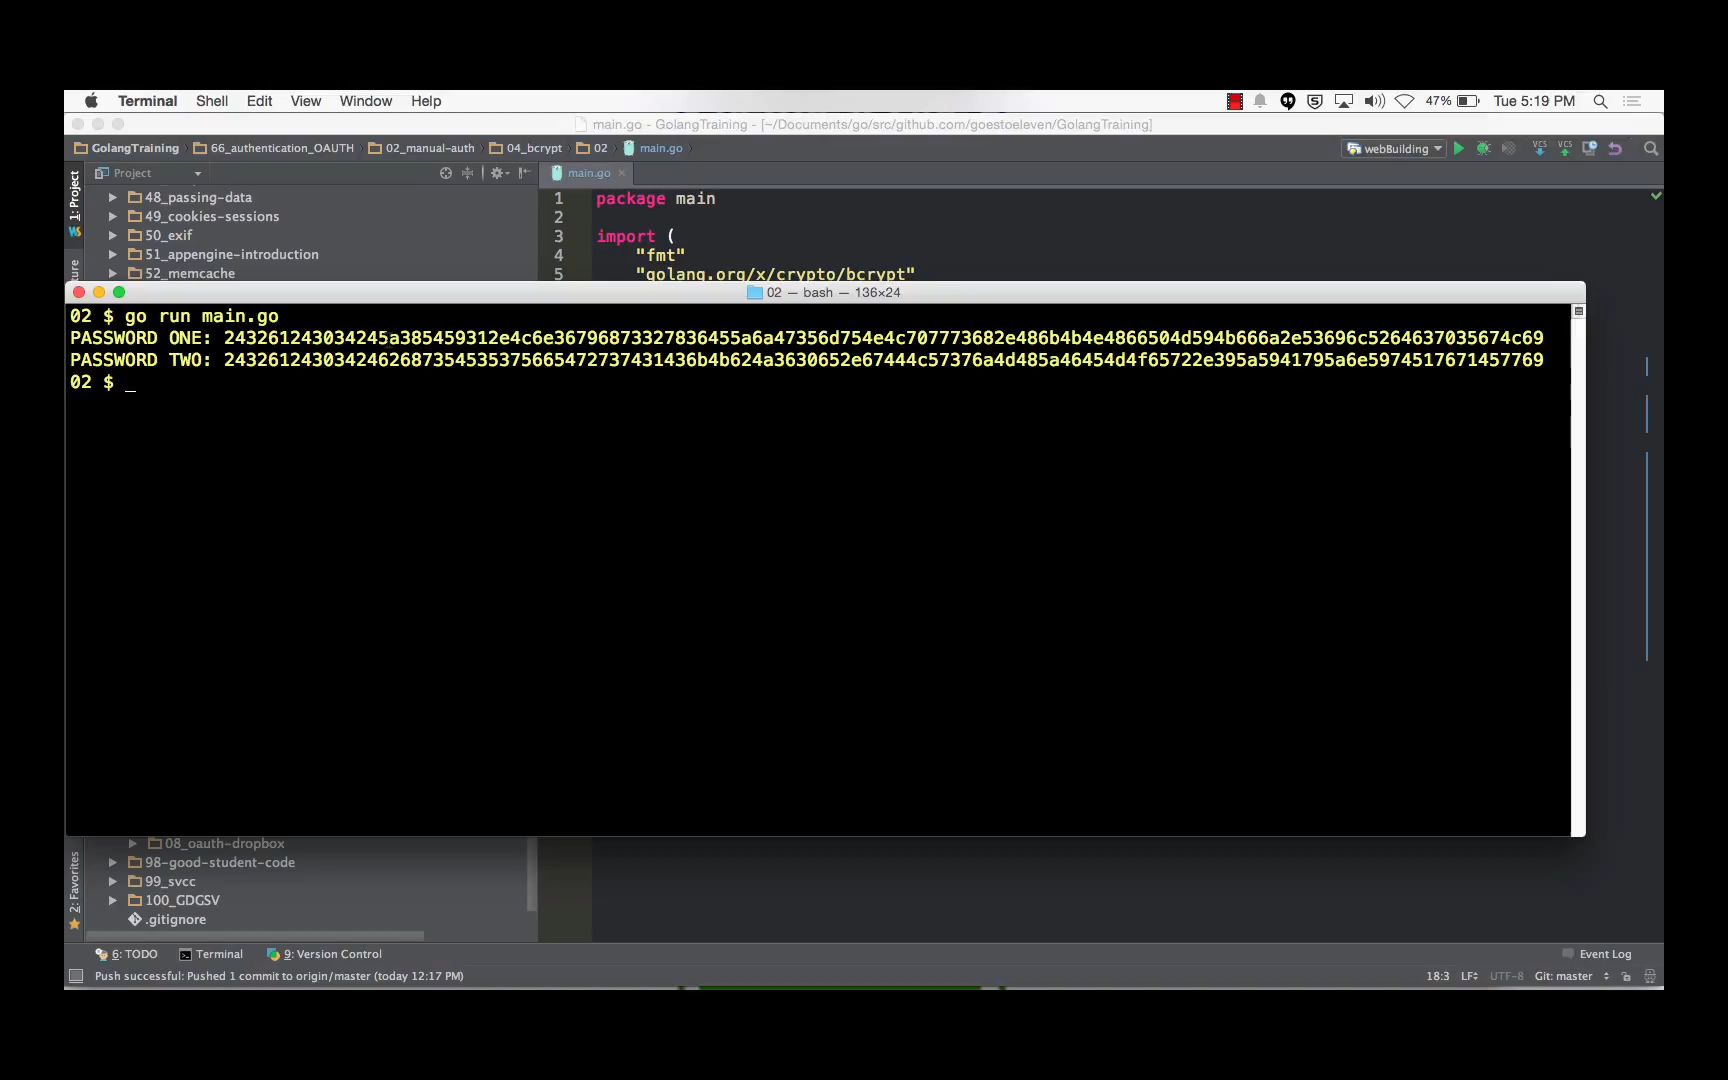 Terminal Shell Edit View Window Help 47% Tue 5:19 PM
main.go - GolangTraining - [~/Documents/go/src/github.com/goestoeleven/GolangTraining]
GolangTraining 66_authentication_OAUTH 02_manual-auth 04_bcrypt 02 main.go webBuilding VCS VCS
1: Project
Project
main.go ×
48_passing-data
49_cookies-sessions
50_exif
51_appengine-introduction
52_memcache
1 package main
2
3 import (
4 "fmt"
5 "golang.org/x/crypto/bcrypt"
02 — bash — 136×24
02 $ go run main.go
PASSWORD ONE: 243261243034245a385459312e4c6e36796873327836455a6a47356d754e4c707773682e486b4b4e4866504d594b666a2e53696c5264637035674c69
PASSWORD TWO: 243261243034246268735453537566547273743143​6b4b624a3630652e67444c57376a4d485a46454d4f65722e395a5941795a6e5974517671457769
02 $ _
08_oauth-dropbox
98-good-student-code
99_svcc
100_GDGSV
.gitignore
2: Favorites
6: TODO Terminal 9: Version Control Event Log
Push successful: Pushed 1 commit to origin/master (today 12:17 PM) 18:3 LF UTF-8 Git: master